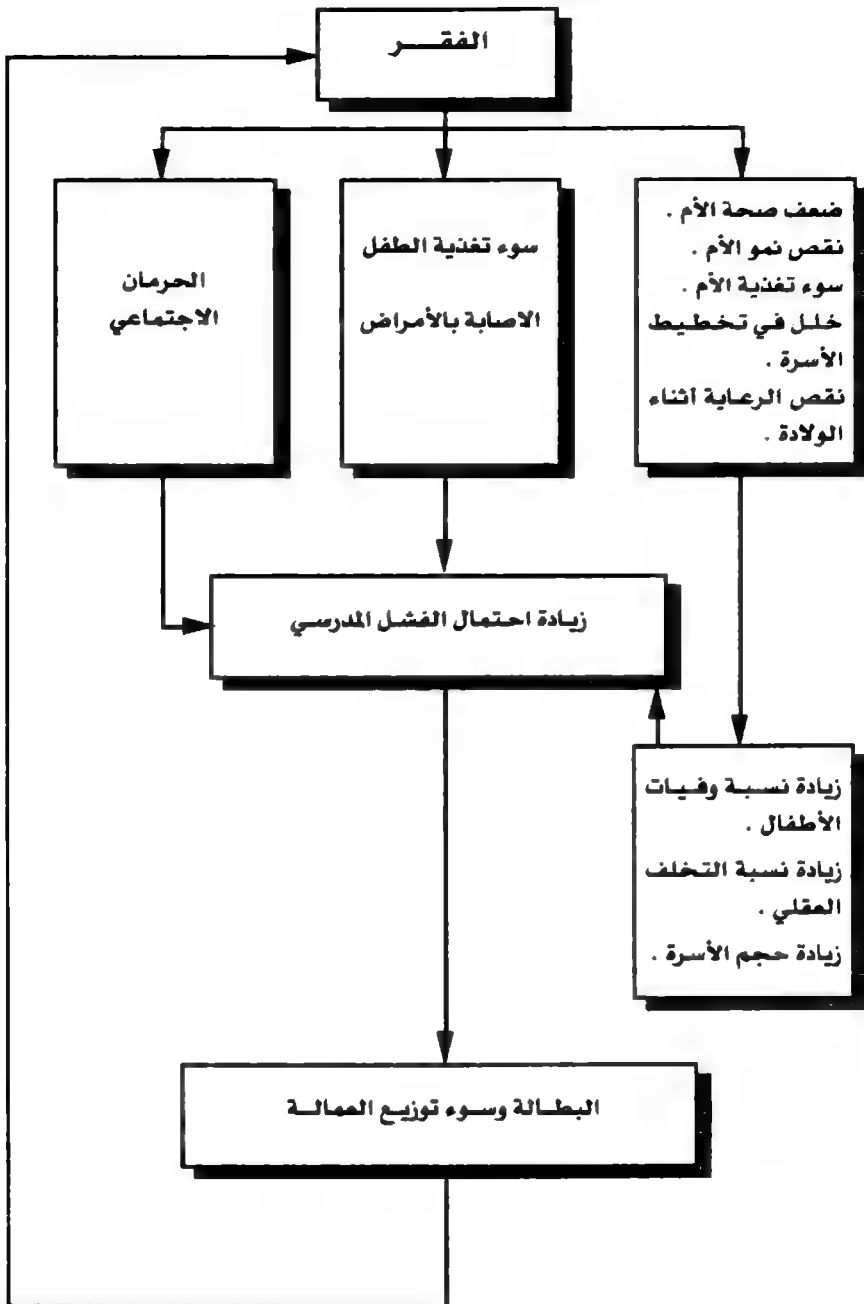 الفقر
ضعف صحة الأم .
نقص نمو الأم .
سوء تغذية الأم .
خلل في تخطيط
الأسرة .
نقص الرعاية أثناء
الولادة .
سوء تغذية الطفل
الاصابة بالأمراض
الحرمان
الاجتماعي
زيادة احتمال الفشل المدرسي
زيادة نسبة وفيات
الأطفال .
زيادة نسبة التخلف
العقلي .
زيادة حجم الأسرة .
البطالة وسوء توزيع العمالة